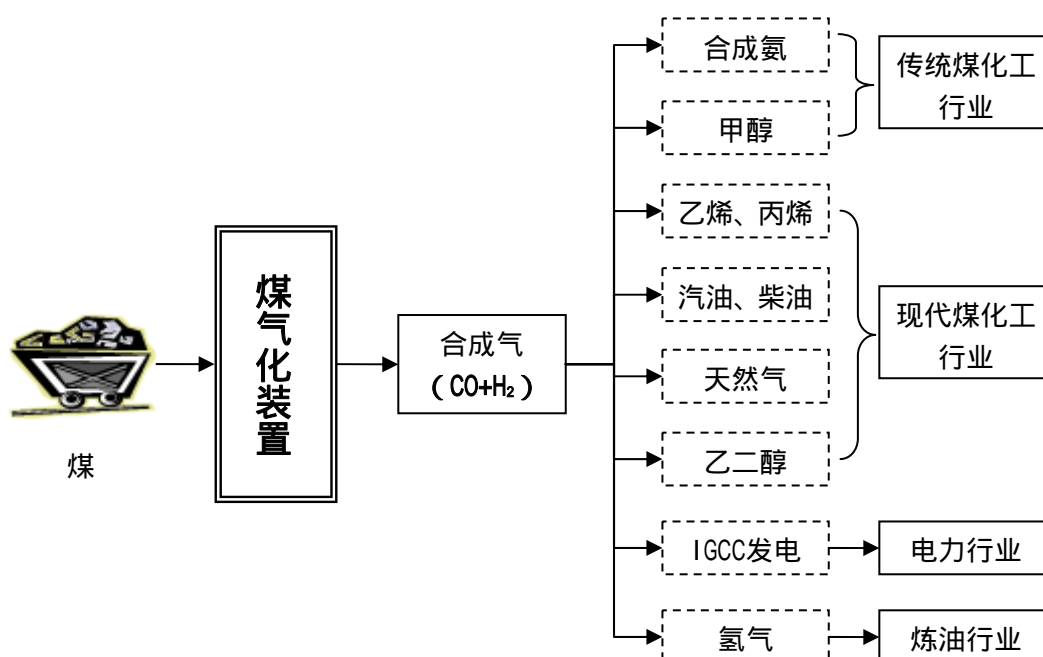 煤
煤气化装置
合成气
（CO+H₂）
合成氨
甲醇
乙烯、丙烯
汽油、柴油
天然气
乙二醇
IGCC发电
氢气
传统煤化工
行业
现代煤化工
行业
电力行业
炼油行业